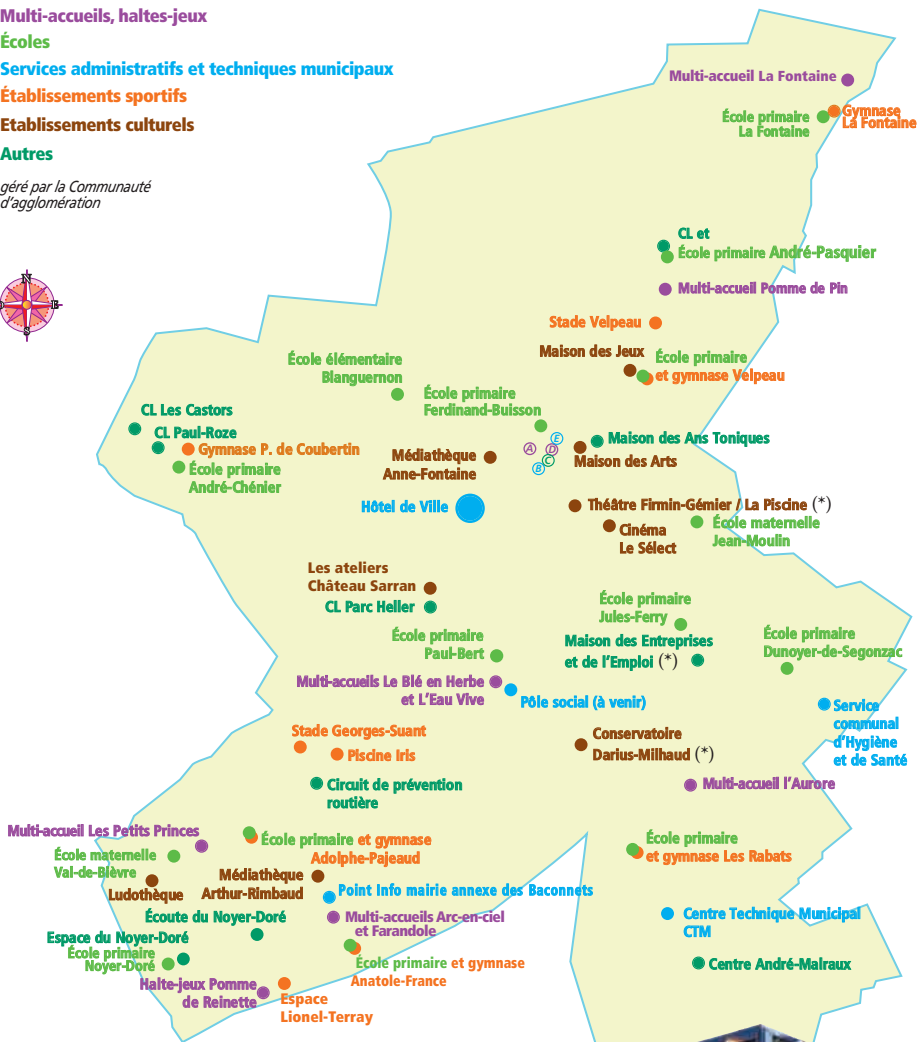 Multi-accueils, haltes-jeux
Écoles
Services administratifs et techniques municipaux
Établissements sportifs
Etablissements culturels
Autres
géré par la Communauté
d'agglomération
N
E
S
O
Multi-accueil La Fontaine
Gymnase
La Fontaine
École primaire
La Fontaine
CL et
École primaire André-Pasquier
Multi-accueil Pomme de Pin
Stade Velpeau
Maison des Jeux
École primaire
et gymnase Velpeau
École élémentaire
Blanguernon
École primaire
Ferdinand-Buisson
CL Les Castors
CL Paul-Roze
Gymnase P. de Coubertin
École primaire
André-Chénier
Médiathèque
Anne-Fontaine
A
E
D
C
B
Maison des Ans Toniques
Maison des Arts
Hôtel de Ville
Théâtre Firmin-Gémier / La Piscine (*)
Cinéma
Le Sélect
École maternelle
Jean-Moulin
Les ateliers
Château Sarran
CL Parc Heller
École primaire
Jules-Ferry
École primaire
Paul-Bert
Maison des Entreprises
et de l'Emploi (*)
École primaire
Dunoyer-de-Segonzac
Multi-accueils Le Blé en Herbe
et L'Eau Vive
Pôle social (à venir)
Service
communal
d'Hygiène
et de Santé
Stade Georges-Suant
Piscine Iris
Conservatoire
Darius-Milhaud (*)
Circuit de prévention
routière
Multi-accueil l'Aurore
Multi-accueil Les Petits Princes
École primaire et gymnase
Adolphe-Pajeaud
École primaire
et gymnase Les Rabats
École maternelle
Val-de-Bièvre
Ludothèque
Médiathèque
Arthur-Rimbaud
Point Info mairie annexe des Baconnets
Écoute du Noyer-Doré
Multi-accueils Arc-en-ciel
et Farandole
Centre Technique Municipal
CTM
Espace du Noyer-Doré
École primaire
Noyer-Doré
École primaire et gymnase
Anatole-France
Centre André-Malraux
Halte-jeux Pomme
de Reinette
Espace
Lionel-Terray